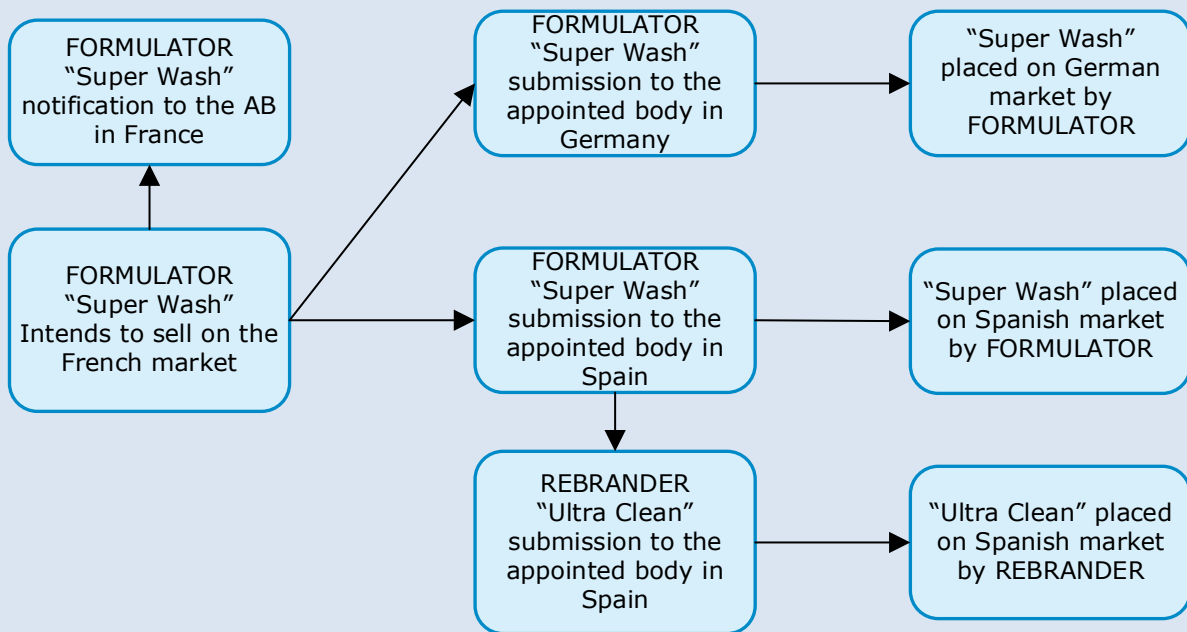 FORMULATOR
“Super Wash”
notification to the AB
in France
FORMULATOR
“Super Wash”
submission to the
appointed body in
Germany
“Super Wash”
placed on German
market by
FORMULATOR
FORMULATOR
“Super Wash”
Intends to sell on the
French market
FORMULATOR
“Super Wash”
submission to the
appointed body in
Spain
“Super Wash” placed
on Spanish market
by FORMULATOR
REBRANDER
“Ultra Clean”
submission to the
appointed body in
Spain
“Ultra Clean” placed
on Spanish market
by REBRANDER